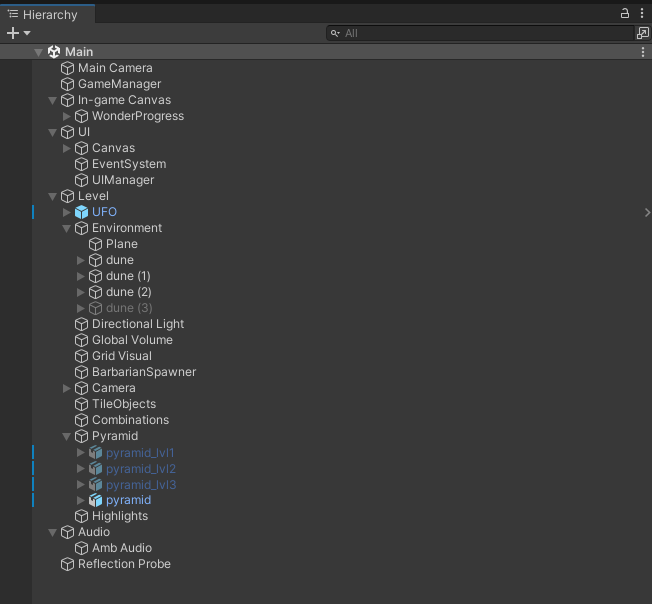 Hierarchy
All
Main
Main Camera
GameManager
In-game Canvas
WonderProgress
UI
Canvas
EventSystem
UIManager
Level
UFO
Environment
Plane
dune
dune (1)
dune (2)
dune (3)
Directional Light
Global Volume
Grid Visual
BarbarianSpawner
Camera
TileObjects
Combinations
Pyramid
pyramid_lvl1
pyramid_lvl2
pyramid_lvl3
pyramid
Highlights
Audio
Amb Audio
Reflection Probe